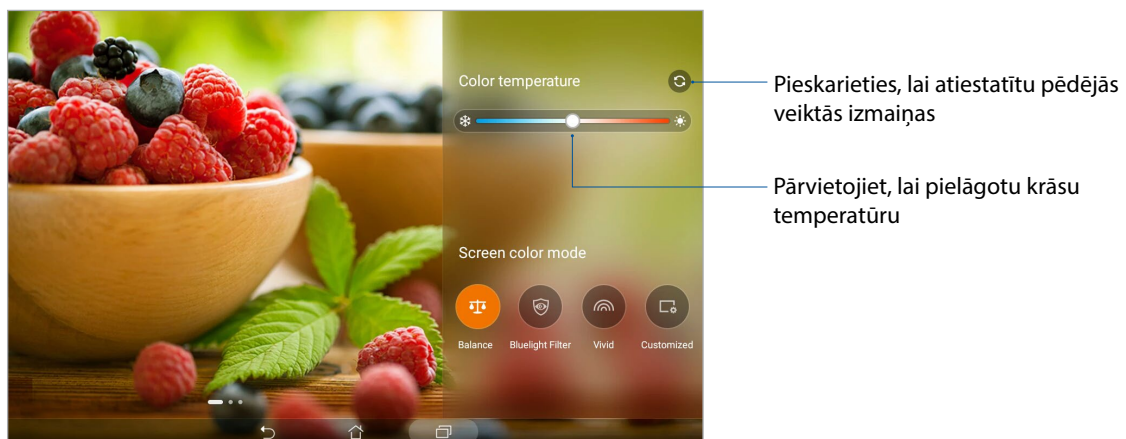 Color temperature
Pieskarieties, lai atiestatītu pēdējās
veiktās izmaiņas
Pārvietojiet, lai pielāgotu krāsu
temperatūru
Screen color mode
Balance
Bluelight Filter
Vivid
Customized